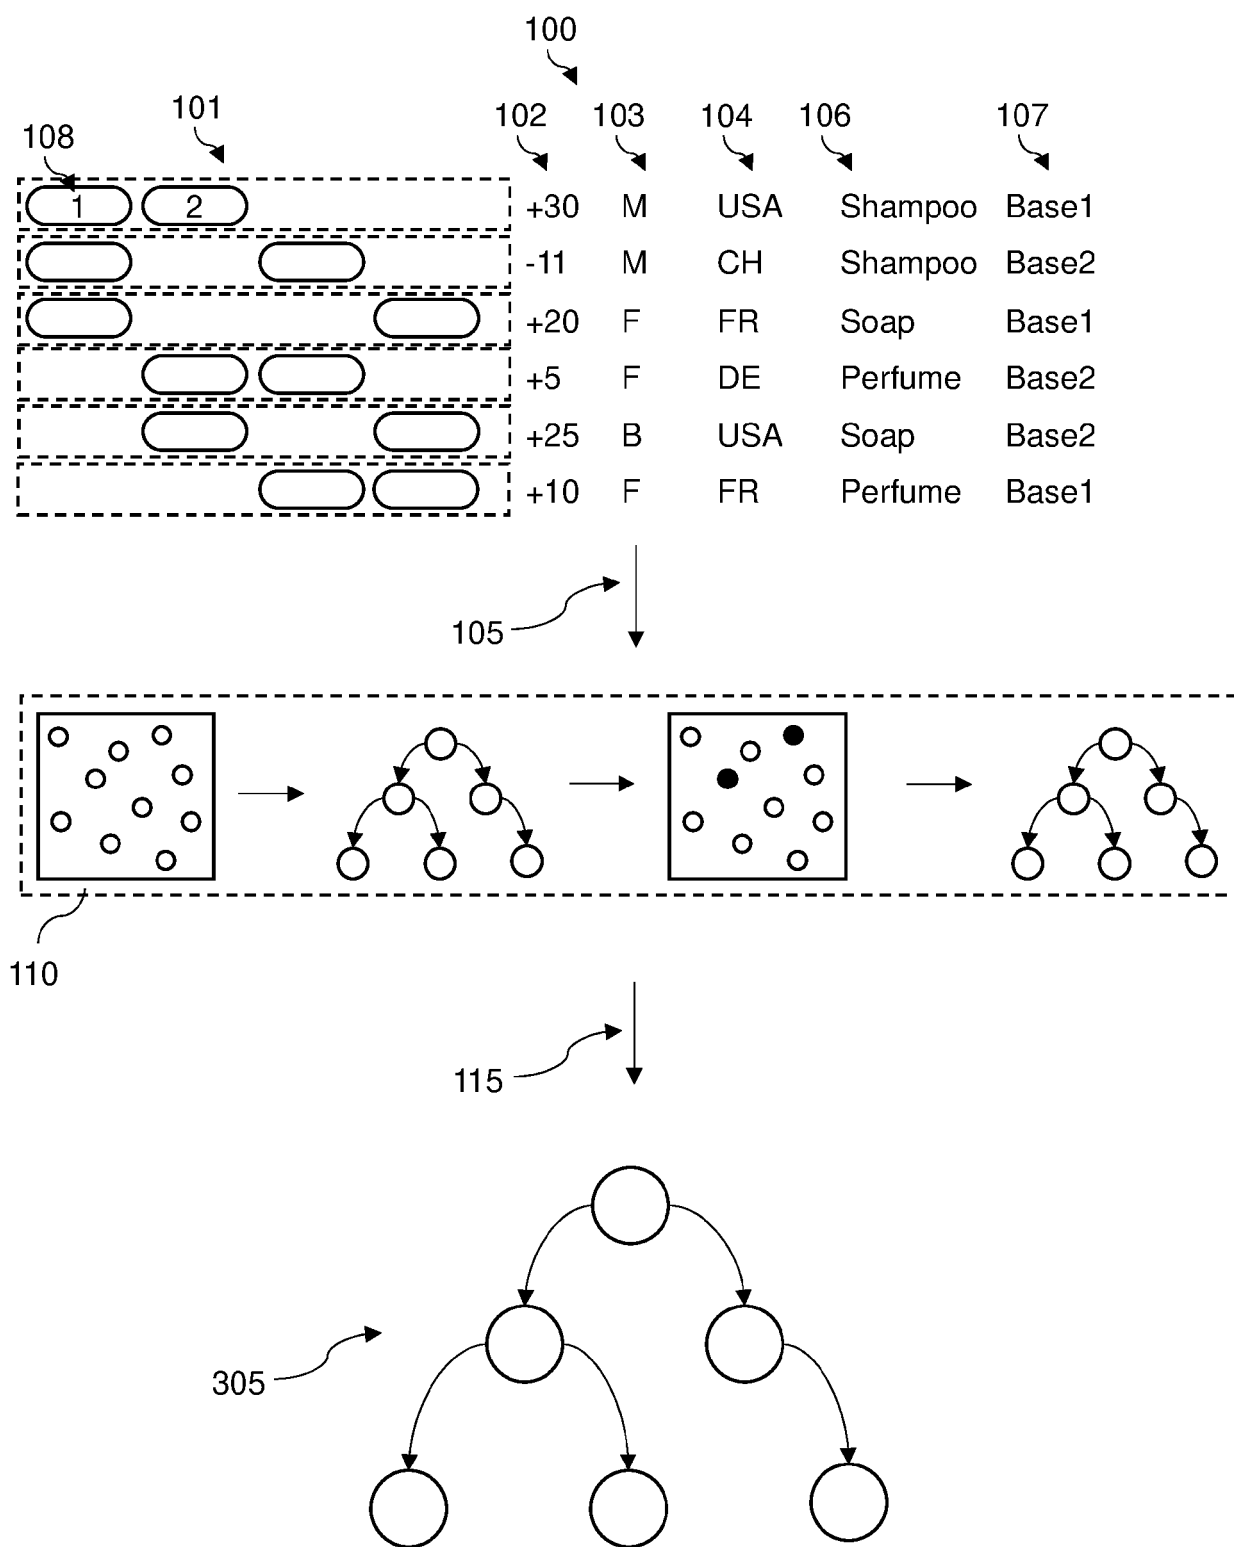 100
101 102 103 104 106 107
108
1 2 +30 M USA Shampoo Base1
-11 M CH Shampoo Base2
+20 F FR Soap Base1
+5 F DE Perfume Base2
+25 B USA Soap Base2
+10 F FR Perfume Base1
105
110
115
305